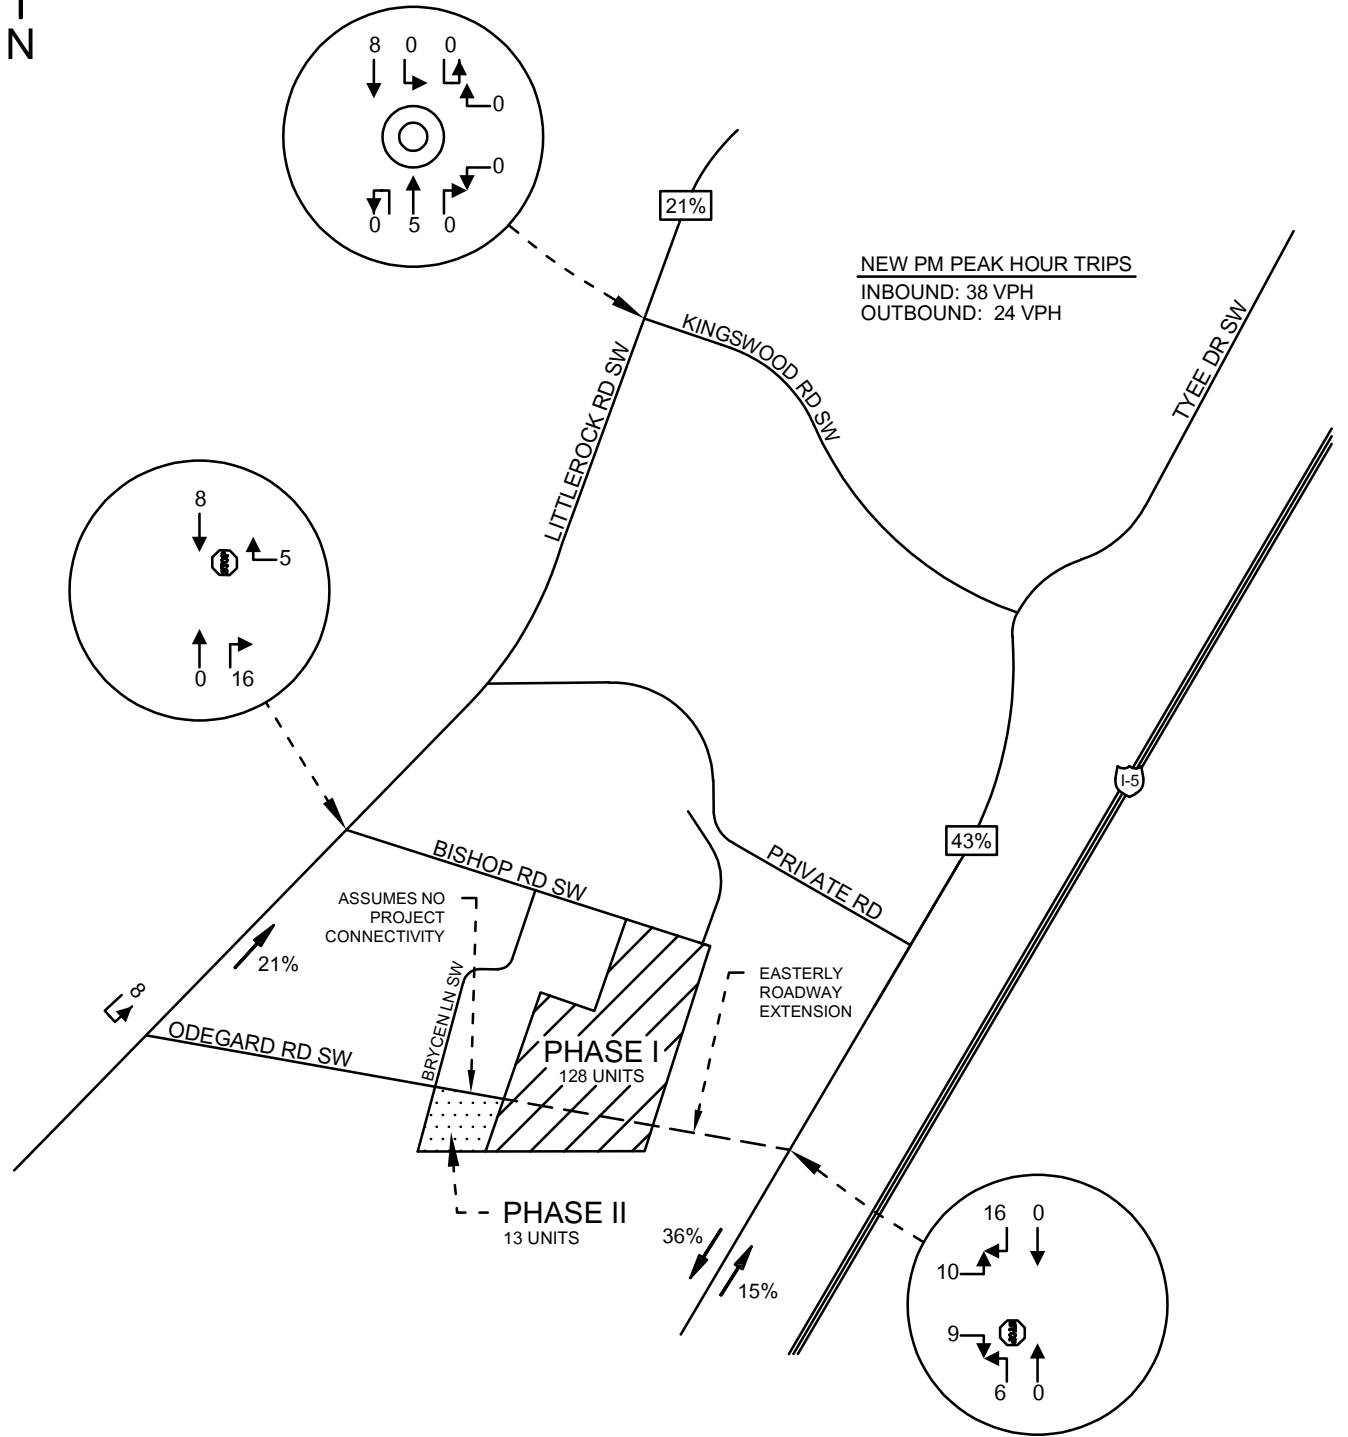 N
8 0 0
0
0
0 5 0
21%
NEW PM PEAK HOUR TRIPS
INBOUND: 38 VPH
OUTBOUND: 24 VPH
KINGSWOOD RD SW
TYEE DR SW
LITTLEROCK RD SW
8
STOP
5
0 16
I-5
43%
BISHOP RD SW
PRIVATE RD
ASSUMES NO
PROJECT
CONNECTIVITY
21%
EASTERLY
ROADWAY
EXTENSION
8
BRYCEN LN SW
ODEGARD RD SW
PHASE I
128 UNITS
PHASE II
13 UNITS
36%
15%
16 0
10
9
STOP
6 0